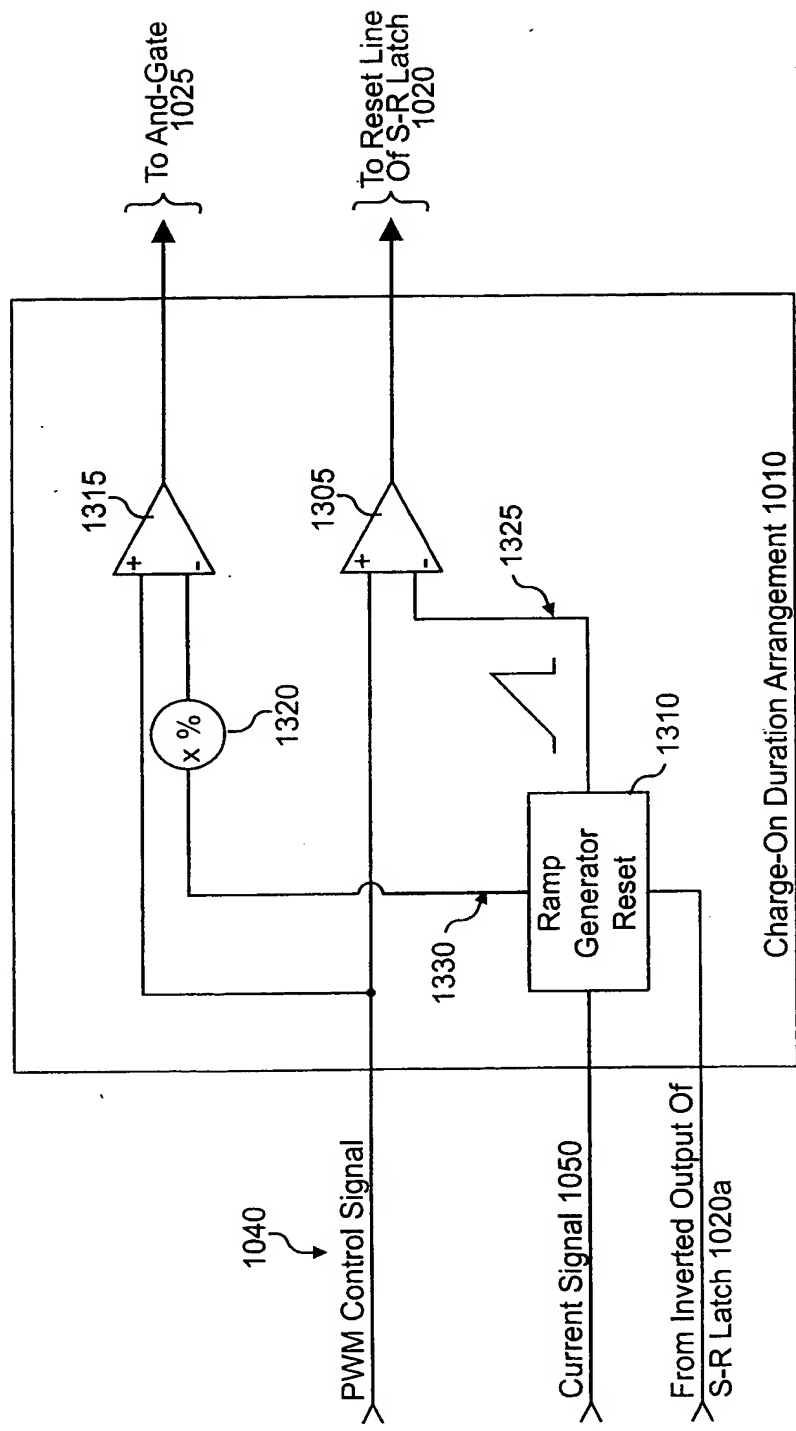 To And-Gate
1025
To Reset Line
Of S-R Latch
1020
1315
+
-
1305
+
-
x %
1320
1325
1330
Ramp
Generator
Reset
1310
1040
PWM Control Signal
Current Signal 1050
From Inverted Output Of
S-R Latch 1020a
Charge-On Duration Arrangement 1010